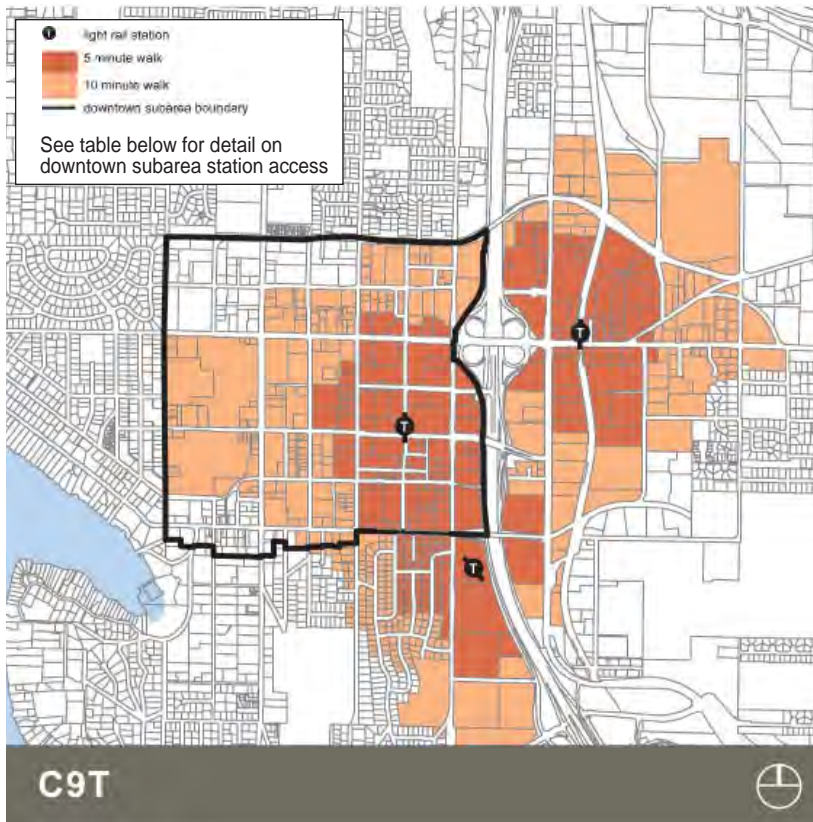 T light rail station
5 minute walk
10 minute walk
downtown subarea boundary
See table below for detail on
downtown subarea station access
T
T
T
C9T